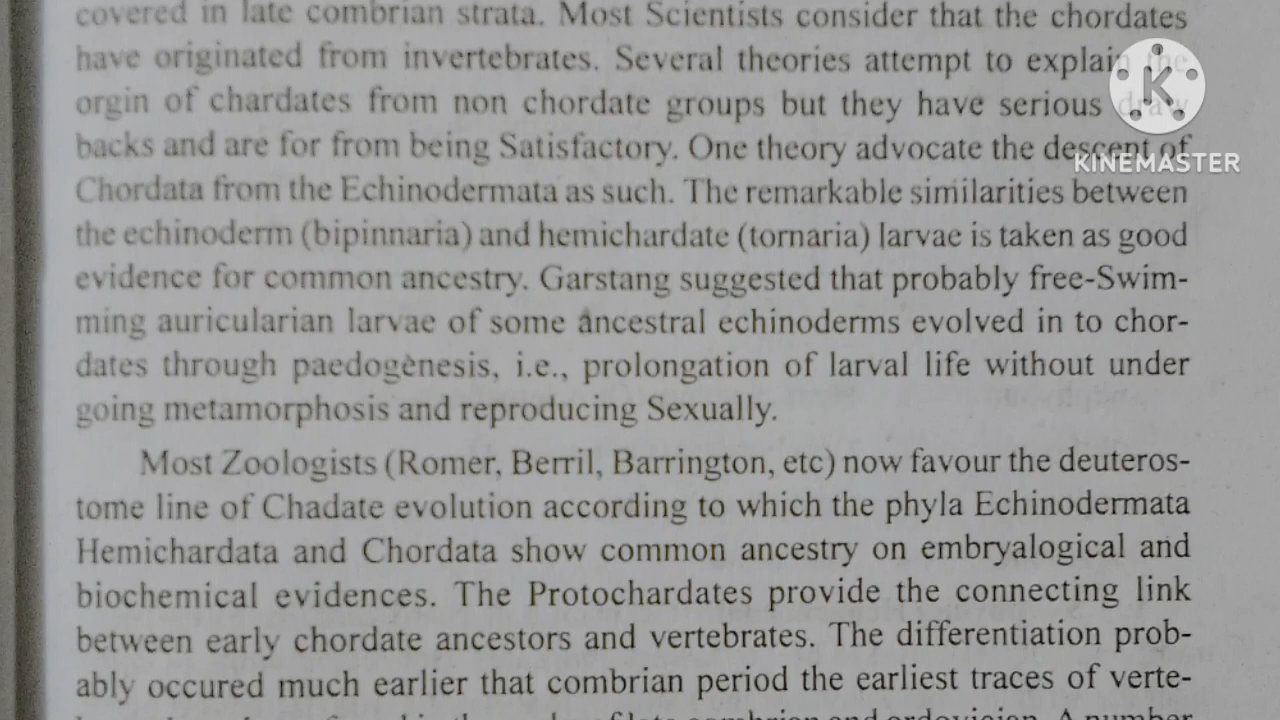 covered in late combrian strata. Most Scientists consider that the chordates
have originated from invertebrates. Several theories attempt to explain the
orgin of chardates from non chordate groups but they have serious draw
backs and are for from being Satisfactory. One theory advocate the descent of
Chordata from the Echinodermata as such. The remarkable similarities between
the echinoderm (bipinnaria) and hemichardate (tornaria) larvae is taken as good
evidence for common ancestry. Garstang suggested that probably free-Swim-
ming auricularian larvae of some ancestral echinoderms evolved in to chor-
dates through paedogenesis, i.e., prolongation of larval life without under
going metamorphosis and reproducing Sexually.
Most Zoologists (Romer, Berril, Barrington, etc) now favour the deuteros-
tome line of Chadate evolution according to which the phyla Echinodermata
Hemichardata and Chordata show common ancestry on embryalogical and
biochemical evidences. The Protochardates provide the connecting link
between early chordate ancestors and vertebrates. The differentiation prob-
ably occured much earlier that combrian period the earliest traces of verte-
K
KINEMASTER